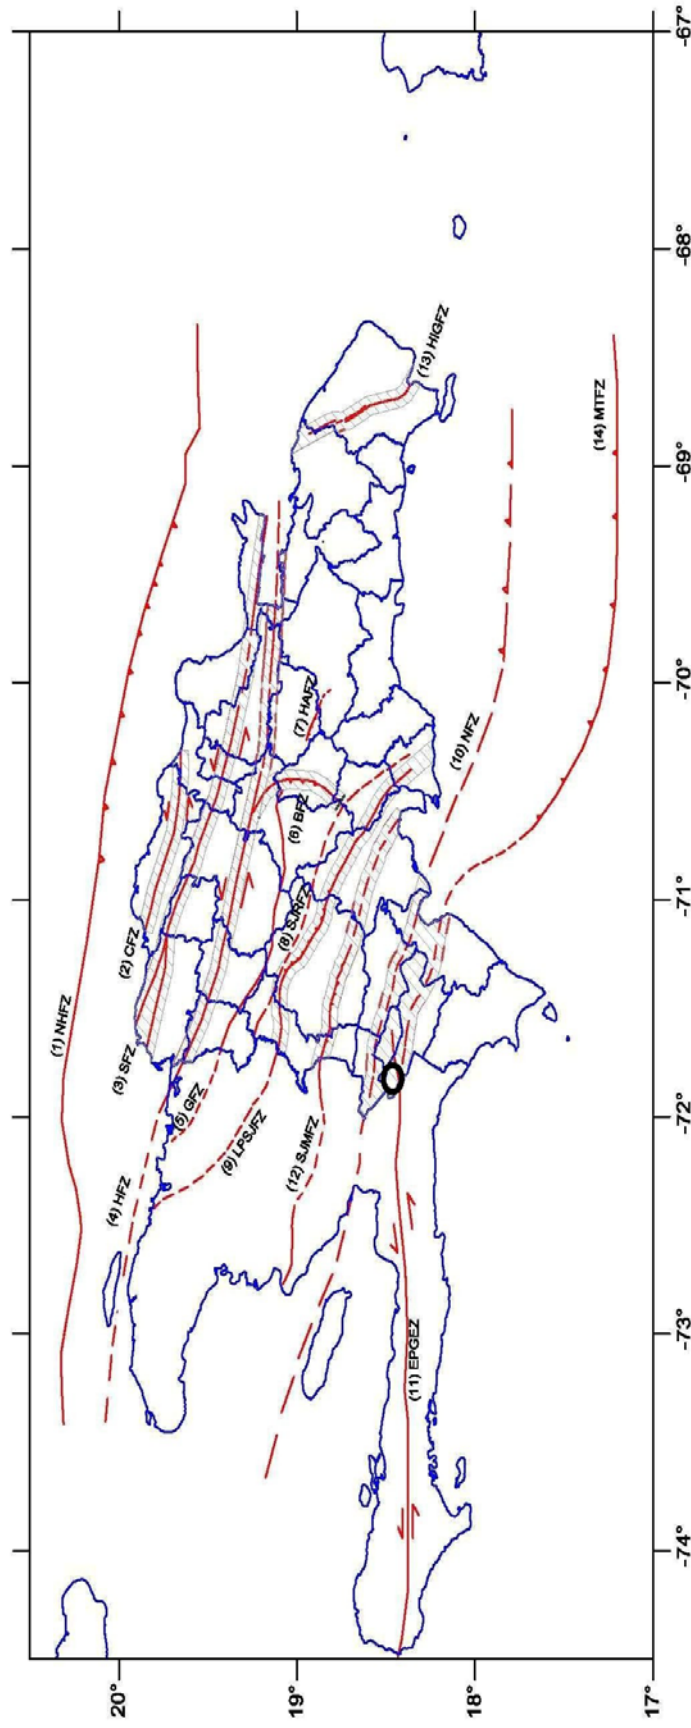 20°
19°
18°
17°
-74°
-73°
-72°
-71°
-70°
-69°
-68°
-67°
(1) NHFZ
(2) CFZ
(3) SFZ
(4) HFZ
(5) GFZ
(6) BFZ
(7) HAFZ
(8) SJRFZ
(9) LPSJFZ
(10) NFZ
(11) EPGEZ
(12) SJMFZ
(13) HIGFZ
(14) MTFZ